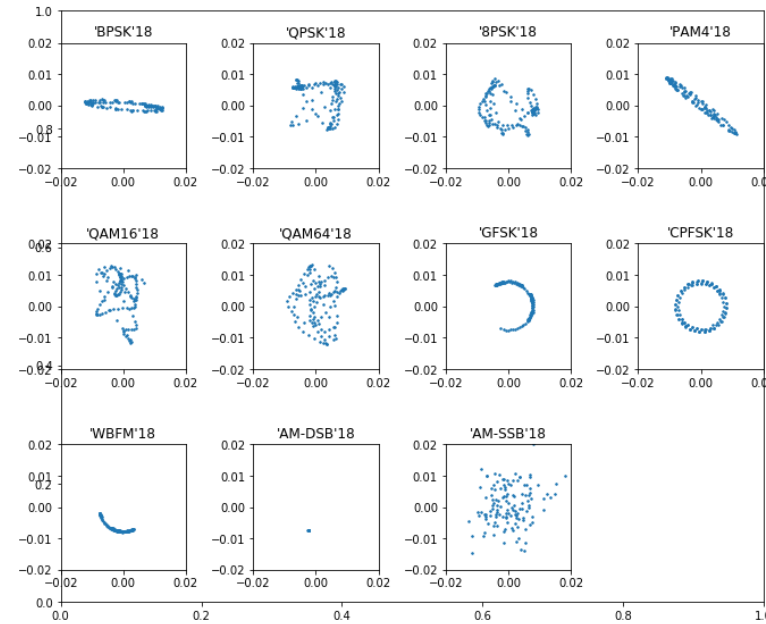 1.0
'BPSK'18 'QPSK'18 '8PSK'18 'PAM4'18
0.02 0.02 0.02 0.02
0.01 0.01 0.01 0.01
0.00 0.00 0.00 0.00
0.8
−0.01 −0.01 −0.01 −0.01
−0.02 −0.02 −0.02 −0.02
−0.02 0.00 0.02 −0.02 0.00 0.02 −0.02 0.00 0.02 −0.02 0.00 0.02
'QAM16'18 'QAM64'18 'GFSK'18 'CPFSK'18
0.02 0.02 0.02 0.02
0.6
0.01 0.01 0.01 0.01
0.00 0.00 0.00 0.00
−0.01 −0.01 −0.01 −0.01
0.4
−0.02 −0.02 −0.02 −0.02
−0.02 0.00 0.02 −0.02 0.00 0.02 −0.02 0.00 0.02 −0.02 0.00 0.02
'WBFM'18 'AM-DSB'18 'AM-SSB'18
0.02 0.02 0.02
0.01 0.01 0.01
0.2
0.00 0.00 0.00
−0.01 −0.01 −0.01
−0.02 −0.02 −0.02
−0.02 0.00 0.02 −0.02 0.00 0.02 −0.02 0.00 0.02
0.0
0.0 0.2 0.4 0.6 0.8 1.0